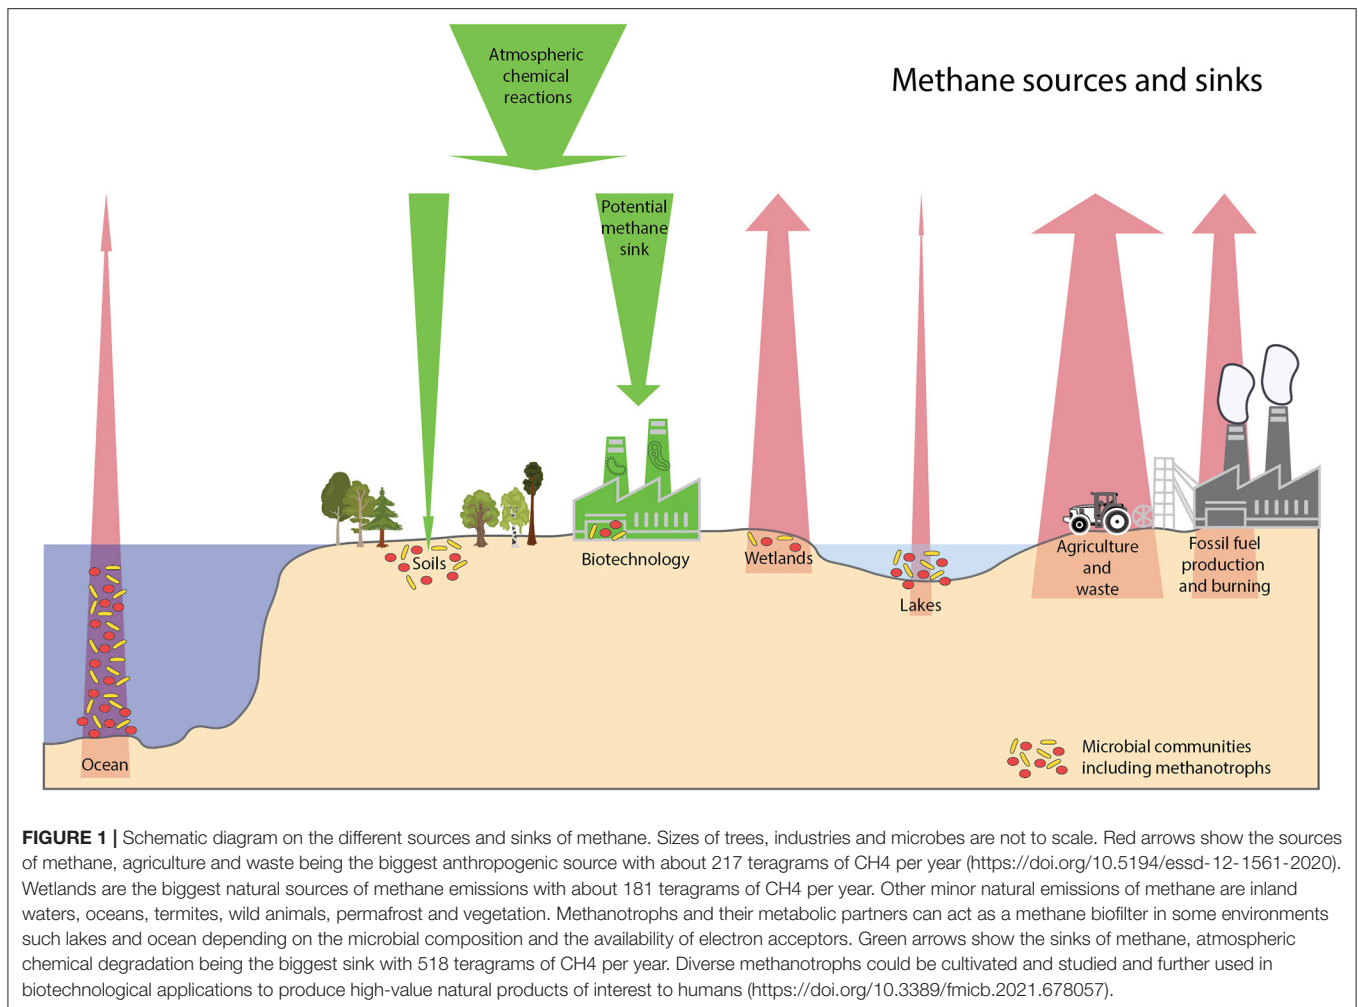 Methane sources and sinks
Atmospheric
chemical
reactions
Potential
methane
sink
Soils
Biotechnology
Wetlands
Lakes
Agriculture
and
waste
Fossil fuel
production
and burning
Ocean
Microbial communities
including methanotrophs
FIGURE 1 | Schematic diagram on the different sources and sinks of methane. Sizes of trees, industries and microbes are not to scale. Red arrows show the sources
of methane, agriculture and waste being the biggest anthropogenic source with about 217 teragrams of CH4 per year (https://doi.org/10.5194/essd-12-1561-2020).
Wetlands are the biggest natural sources of methane emissions with about 181 teragrams of CH4 per year. Other minor natural emissions of methane are inland
waters, oceans, termites, wild animals, permafrost and vegetation. Methanotrophs and their metabolic partners can act as a methane biofilter in some environments
such lakes and ocean depending on the microbial composition and the availability of electron acceptors. Green arrows show the sinks of methane, atmospheric
chemical degradation being the biggest sink with 518 teragrams of CH4 per year. Diverse methanotrophs could be cultivated and studied and further used in
biotechnological applications to produce high-value natural products of interest to humans (https://doi.org/10.3389/fmicb.2021.678057).